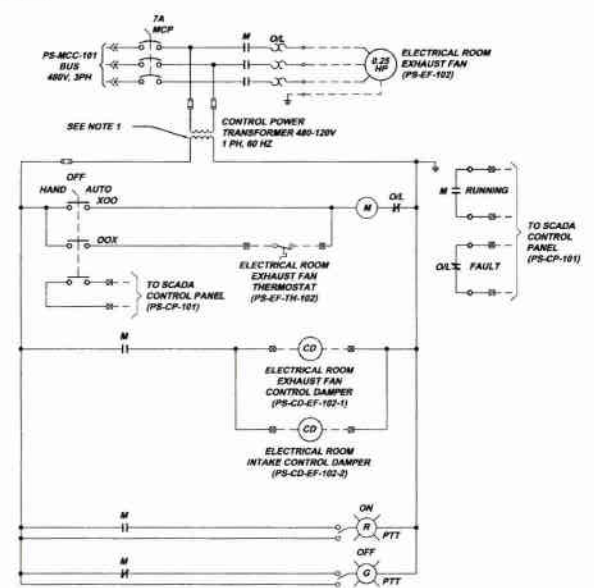 7A
MCP
M
O/L
PS-MCC-101
BUS
480V, 3PH
0.25
HP
ELECTRICAL ROOM
EXHAUST FAN
(PS-EF-102)
SEE NOTE 1
CONTROL POWER
TRANSFORMER 480-120V
1 PH, 60 HZ
OFF
HAND
AUTO
XOO
M
O/L
OOX
ELECTRICAL ROOM
EXHAUST FAN
THERMOSTAT
(PS-EF-TH-102)
TO SCADA
CONTROL PANEL
(PS-CP-101)
M
RUNNING
O/L
FAULT
TO SCADA
CONTROL
PANEL
(PS-CP-101)
M
CD
ELECTRICAL ROOM
EXHAUST FAN
CONTROL DAMPER
(PS-CD-EF-102-1)
CD
ELECTRICAL ROOM
INTAKE CONTROL DAMPER
(PS-CD-EF-102-2)
M
ON
R
PTT
M
OFF
G
PTT